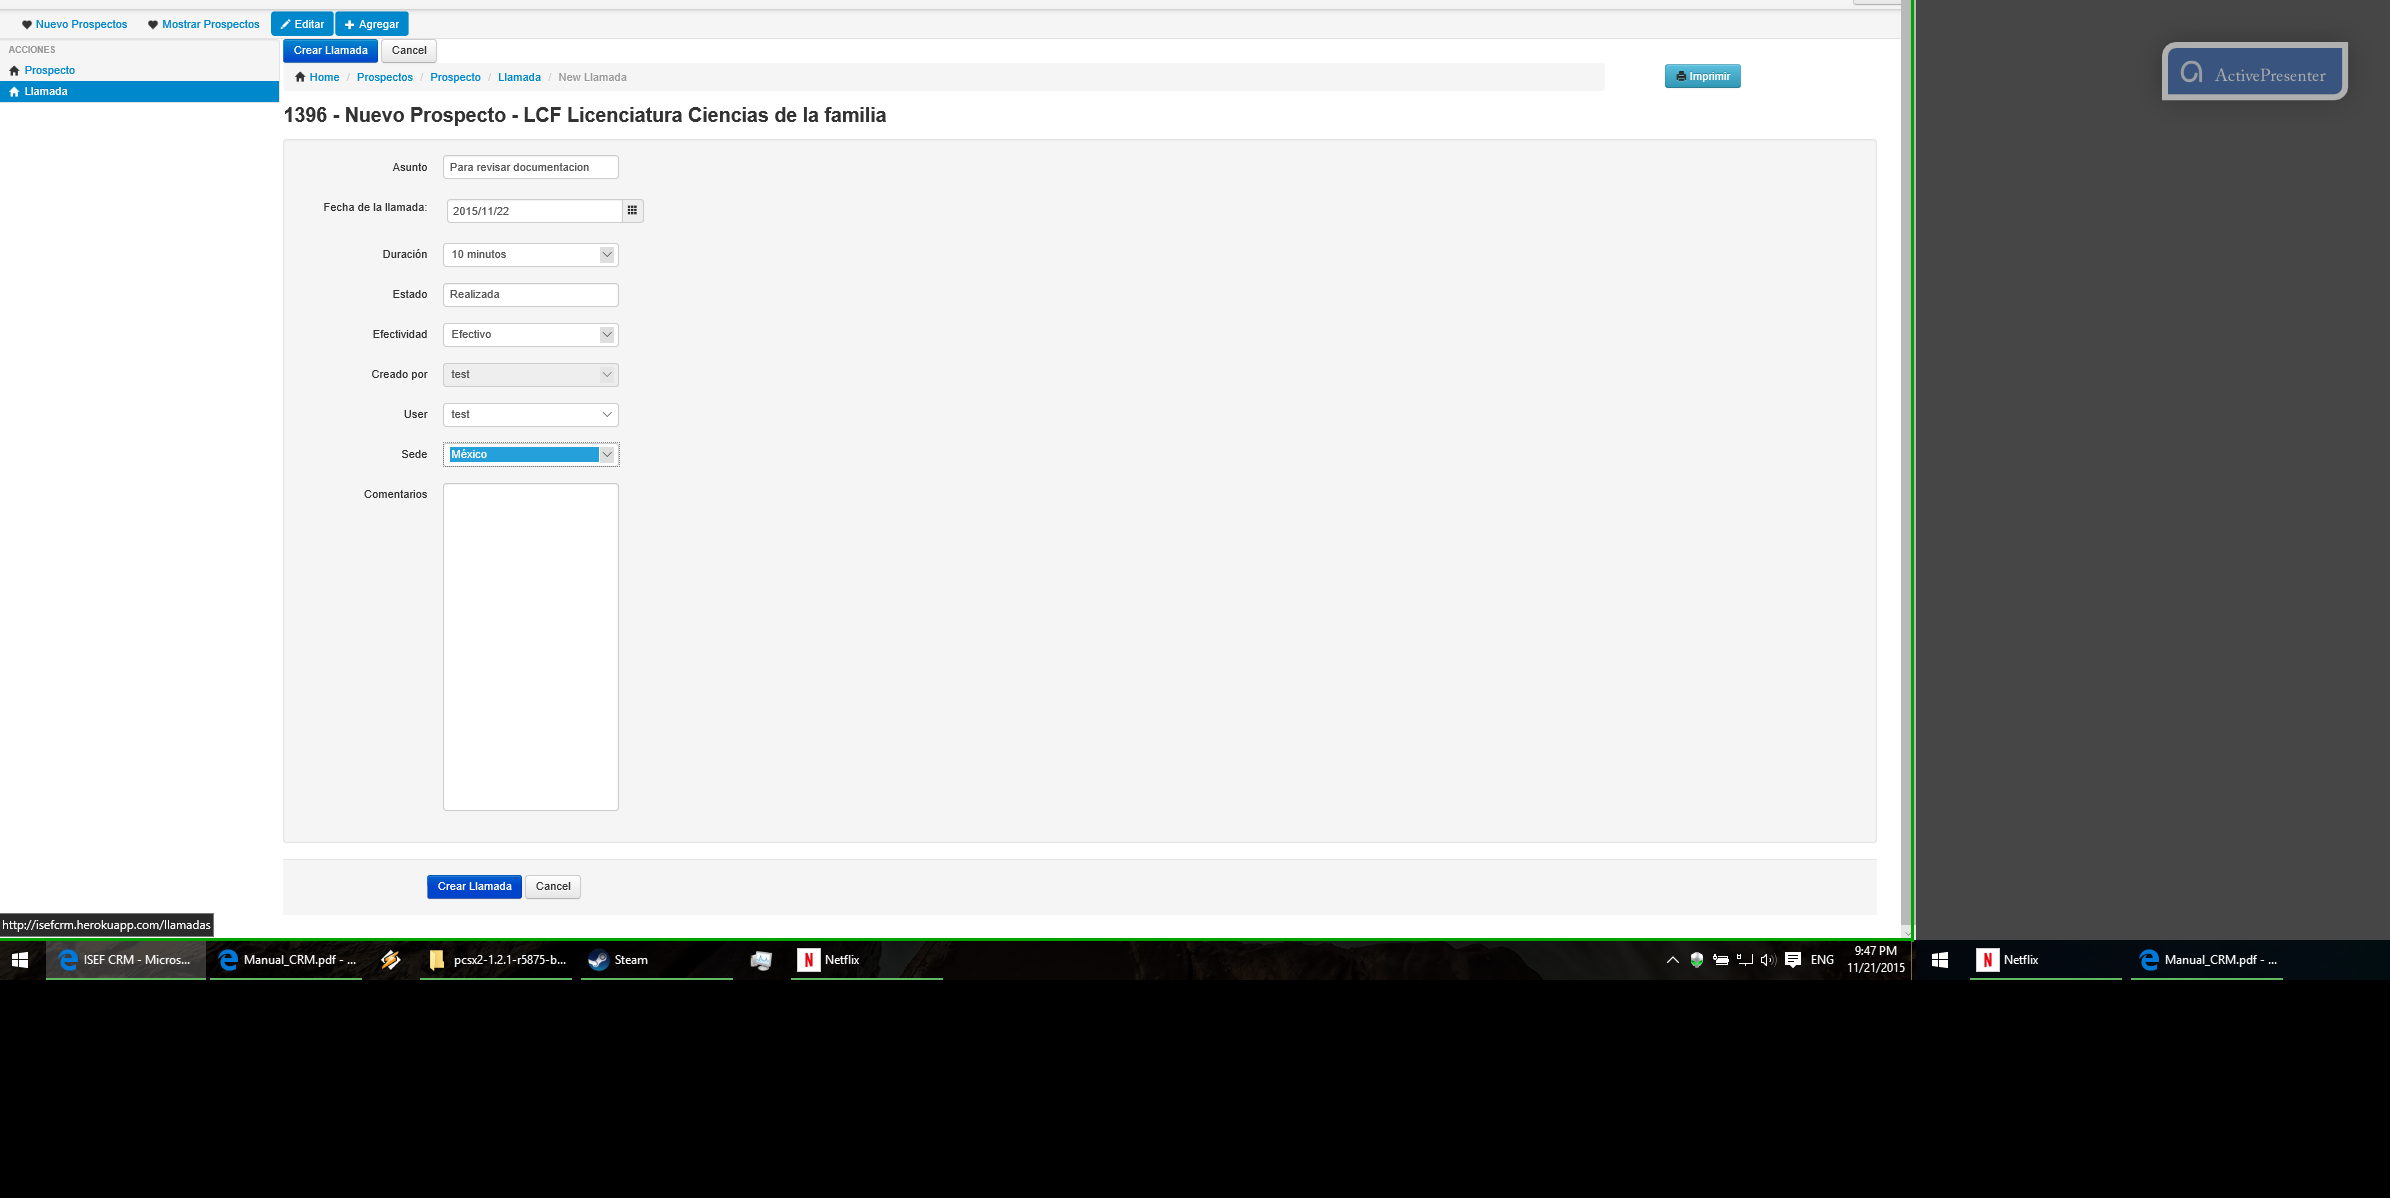 Nuevo Prospectos Mostrar Prospectos Editar Agregar
ACCIONES
Prospecto
Llamada
Crear Llamada Cancel
Home / Prospectos / Prospecto / Llamada / New Llamada
Imprimir
1396 - Nuevo Prospecto - LCF Licenciatura Ciencias de la familia
Asunto Para revisar documentacion
Fecha de la llamada: 2015/11/22
Duración 10 minutos
Estado Realizada
Efectividad Efectivo
Creado por test
User test
Sede México
Comentarios
Crear Llamada Cancel
http://isefcrm.herokuapp.com/llamadas
ActivePresenter
ISEF CRM - Micros... Manual_CRM.pdf - ... pcsx2-1.2.1-r5875-b... Steam N Netflix ENG 9:47 PM
11/21/2015
N Netflix Manual_CRM.pdf - ...